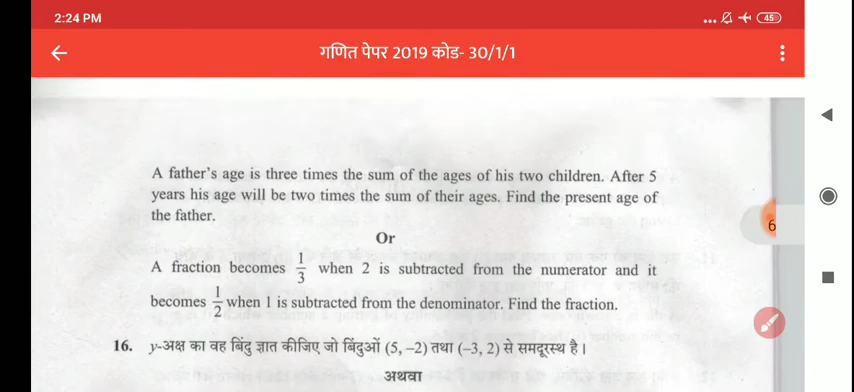 2:24 PM
... 45
गणित पेपर 2019 कोड- 30/1/1
A father's age is three times the sum of the ages of his two children. After 5
years his age will be two times the sum of their ages. Find the present age of
the father.
6
Or
A fraction becomes 1/3 when 2 is subtracted from the numerator and it
becomes 1/2 when 1 is subtracted from the denominator. Find the fraction.
16. y-अक्ष का वह बिंदु ज्ञात कीजिए जो बिंदुओं (5, –2) तथा (–3, 2) से समदूरस्थ है।
अथवा